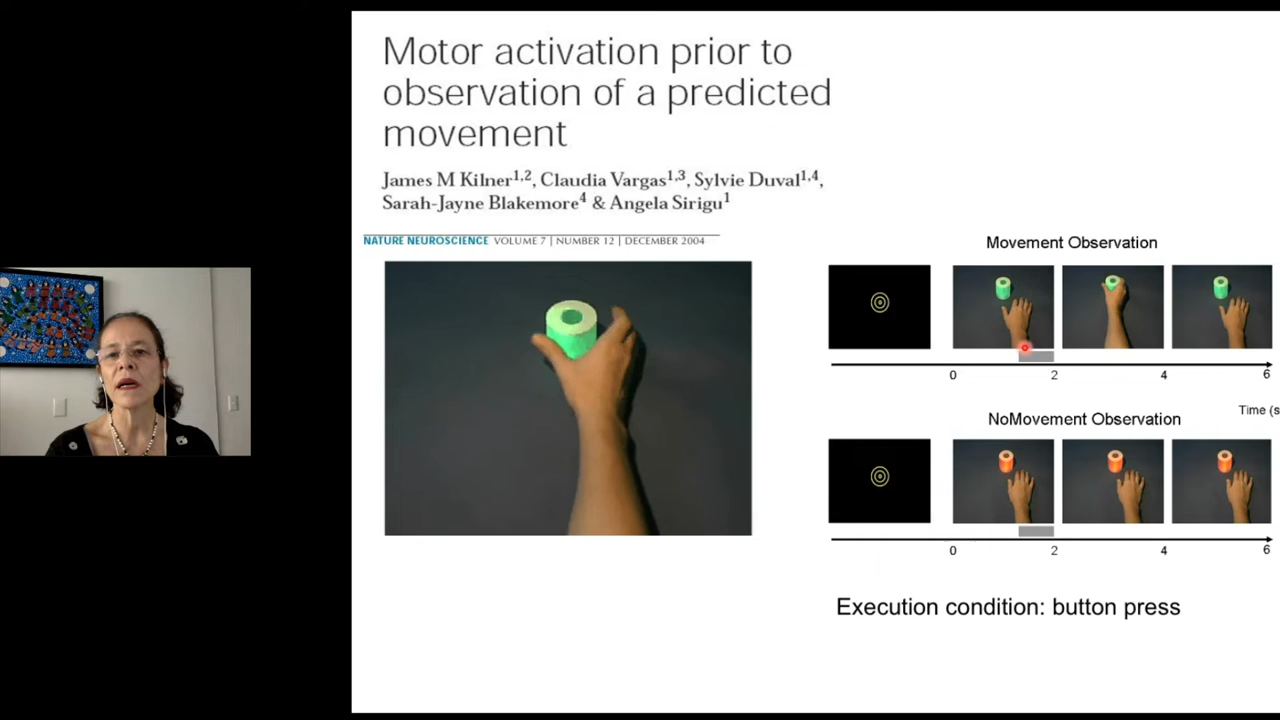 Motor activation prior to
observation of a predicted
movement
James M Kilner1,2, Claudia Vargas1,3, Sylvie Duval1,4,
Sarah-Jayne Blakemore4 & Angela Sirigu1
NATURE NEUROSCIENCE VOLUME 7 | NUMBER 12 | DECEMBER 2004
Movement Observation
0 2 4 6
Time (s
NoMovement Observation
0 2 4 6
Execution condition: button press